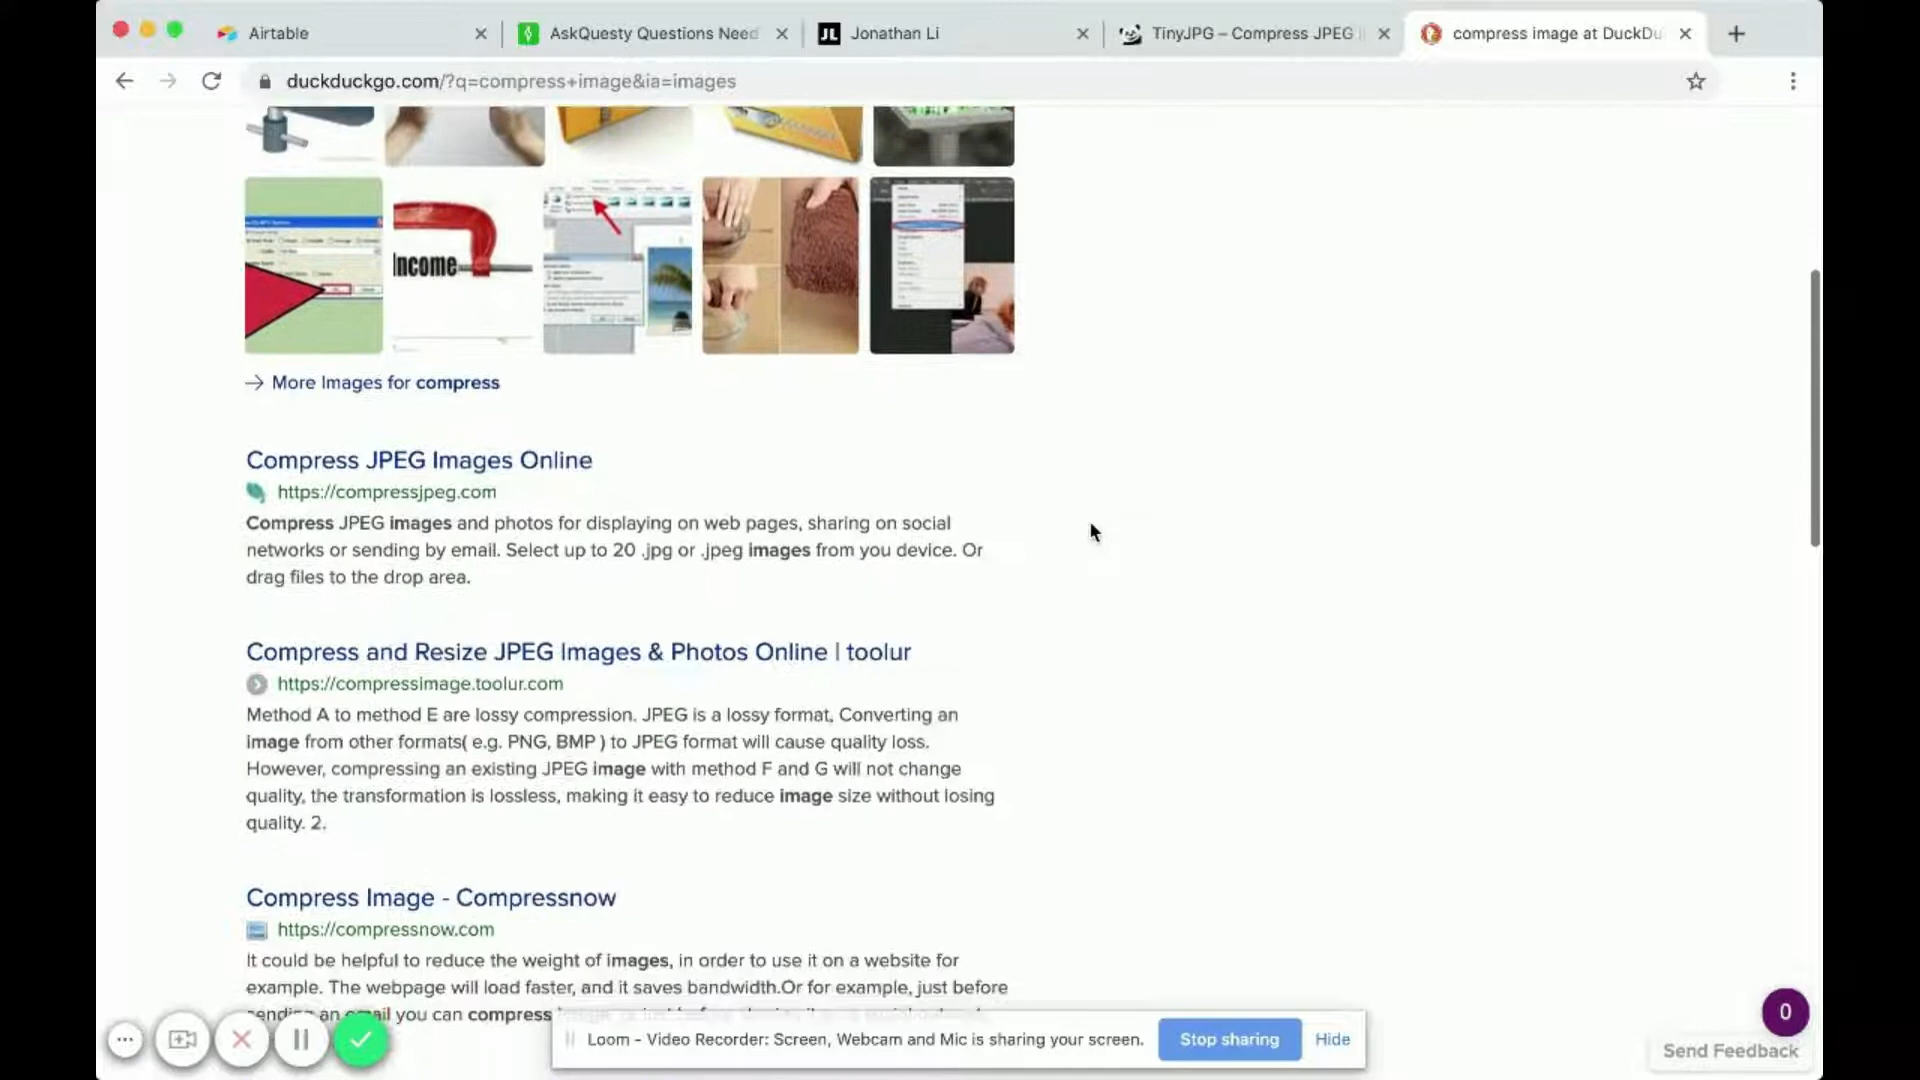 Airtable
AskQuesty Questions Need
Jonathan Li
TinyJPG – Compress JPEG
compress image at DuckDu
duckduckgo.com/?q=compress+image&ia=images
Income
More Images for compress
Compress JPEG Images Online
https://compressjpeg.com
Compress JPEG images and photos for displaying on web pages, sharing on social
networks or sending by email. Select up to 20 .jpg or .jpeg images from you device. Or
drag files to the drop area.
Compress and Resize JPEG Images & Photos Online | toolur
https://compressimage.toolur.com
Method A to method E are lossy compression. JPEG is a lossy format, Converting an
image from other formats( e.g. PNG, BMP ) to JPEG format will cause quality loss.
However, compressing an existing JPEG image with method F and G will not change
quality, the transformation is lossless, making it easy to reduce image size without losing
quality. 2.
Compress Image - Compressnow
https://compressnow.com
It could be helpful to reduce the weight of images, in order to use it on a website for
example. The webpage will load faster, and it saves bandwidth.Or for example, just before
sending an email you can compress
Loom - Video Recorder: Screen, Webcam and Mic is sharing your screen.
Stop sharing
Hide
0
Send Feedback